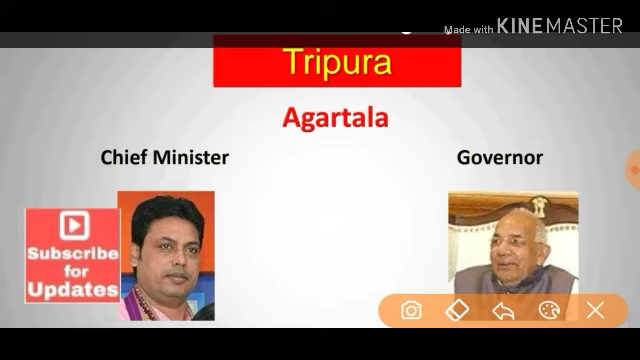 Made with KINEMASTER
Tripura
Agartala
Chief Minister
Governor
Subscribe
for
Updates